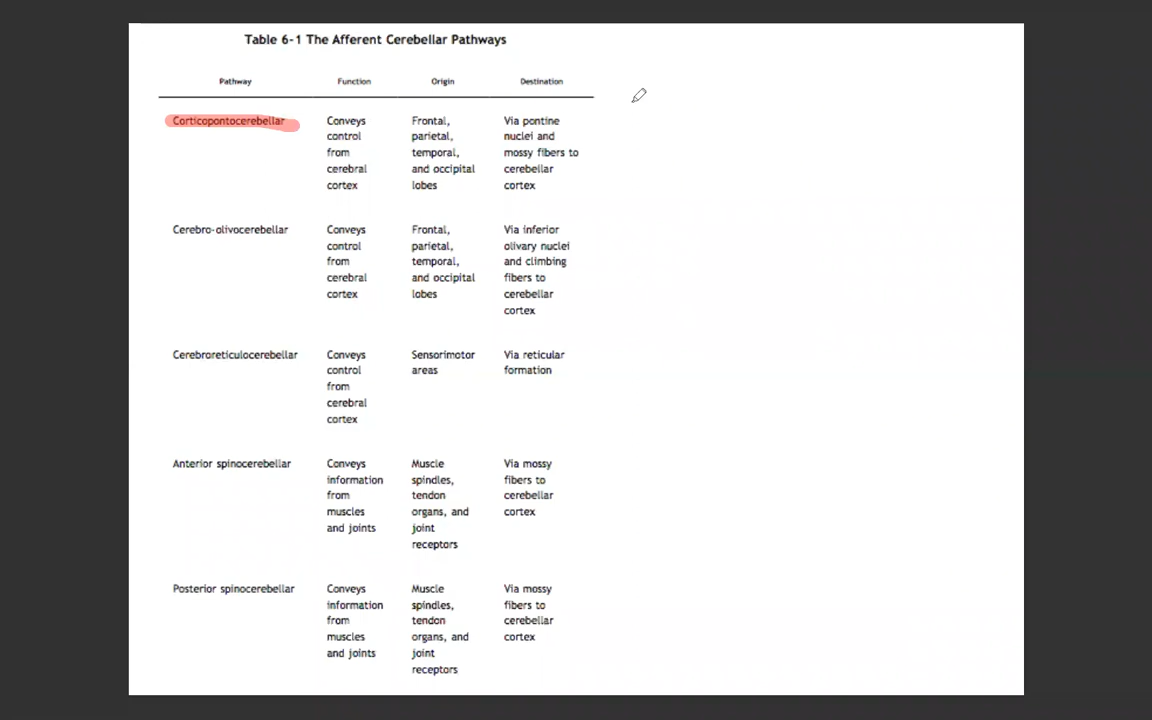 Table 6-1 The Afferent Cerebellar Pathways
Pathway Function Origin Destination
Corticopontocerebellar Conveys Frontal, Via pontine
control parietal, nuclei and
from temporal, mossy fibers to
cerebral and occipital cerebellar
cortex lobes cortex
Cerebro-olivocerebellar Conveys Frontal, Via inferior
control parietal, olivary nuclei
from temporal, and climbing
cerebral and occipital fibers to
cortex lobes cerebellar
cortex
Cerebroreticulocerebellar Conveys Sensorimotor Via reticular
control areas formation
from
cerebral
cortex
Anterior spinocerebellar Conveys Muscle Via mossy
information spindles, fibers to
from tendon cerebellar
muscles organs, and cortex
and joints joint
receptors
Posterior spinocerebellar Conveys Muscle Via mossy
information spindles, fibers to
from tendon cerebellar
muscles organs, and cortex
and joints joint
receptors